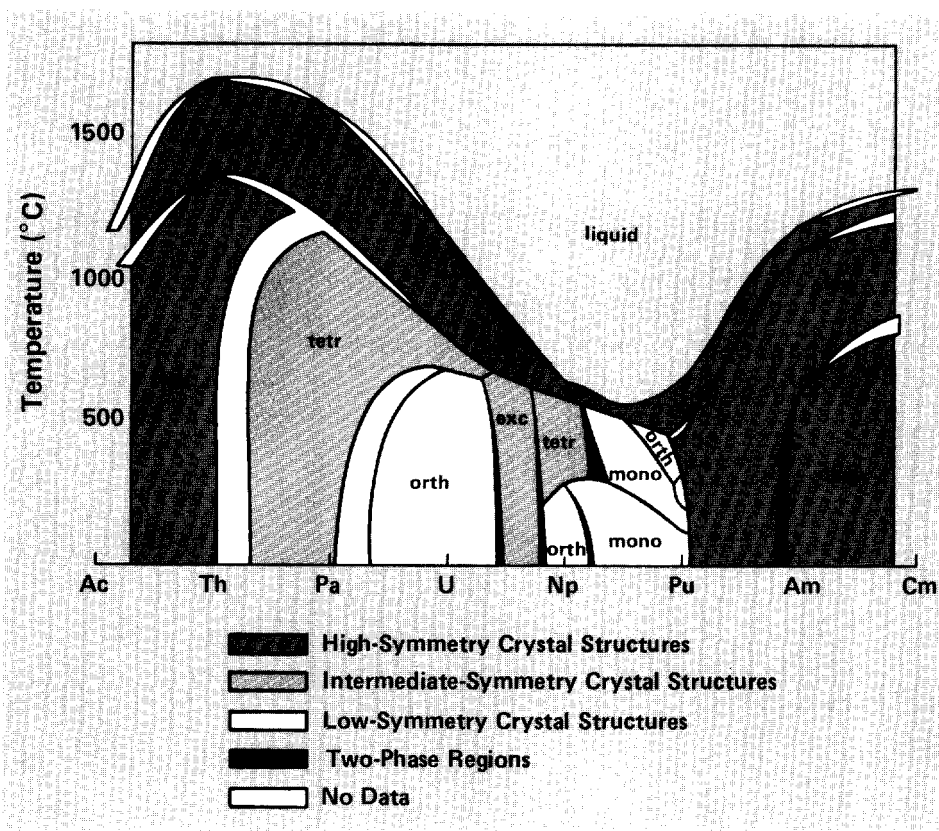 1500
1000
500
Temperature (°C)
liquid
tetr
exc
tetr
orth
orth
mono
orth
mono
Ac Th Pa U Np Pu Am Cm
High-Symmetry Crystal Structures
Intermediate-Symmetry Crystal Structures
Low-Symmetry Crystal Structures
Two-Phase Regions
No Data